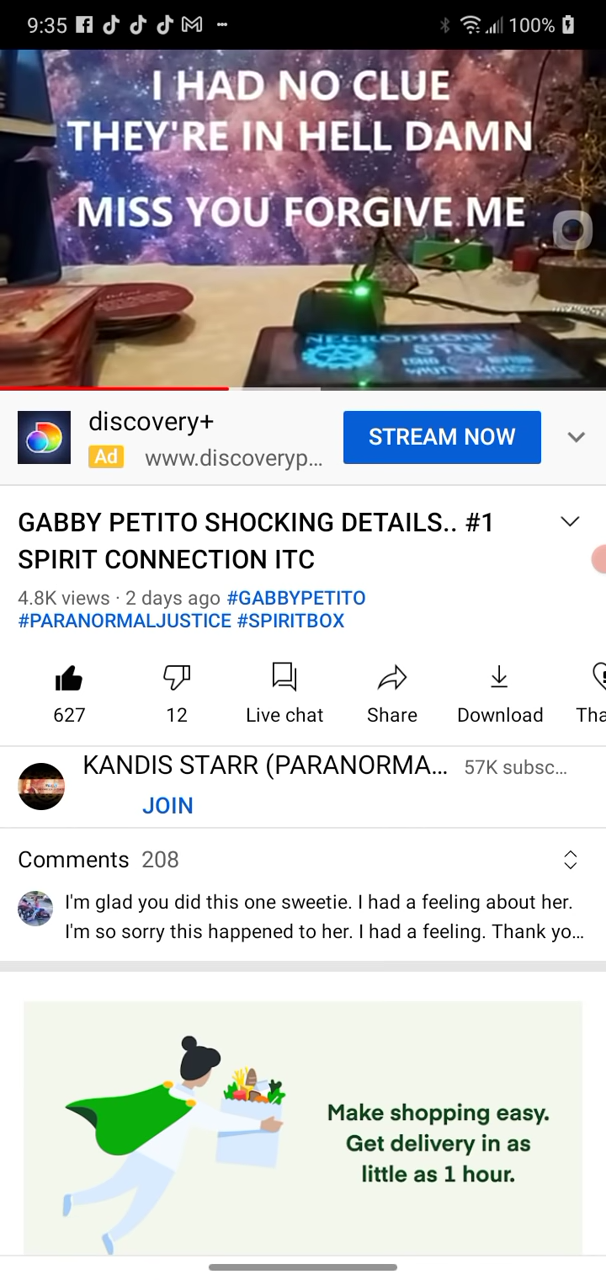 9:35 100%
I HAD NO CLUE
THEY'RE IN HELL DAMN
MISS YOU FORGIVE ME
NECROPHONIC
STOP
ECHO
WHITE NOISE
discovery+
STREAM NOW
Ad www.discoveryp...
GABBY PETITO SHOCKING DETAILS.. #1
SPIRIT CONNECTION ITC
4.8K views · 2 days ago #GABBYPETITO
#PARANORMALJUSTICE #SPIRITBOX
627 12 Live chat Share Download Tha
KANDIS STARR (PARANORMA... 57K subsc...
JOIN
Comments 208
I'm glad you did this one sweetie. I had a feeling about her.
I'm so sorry this happened to her. I had a feeling. Thank yo...
Make shopping easy.
Get delivery in as
little as 1 hour.